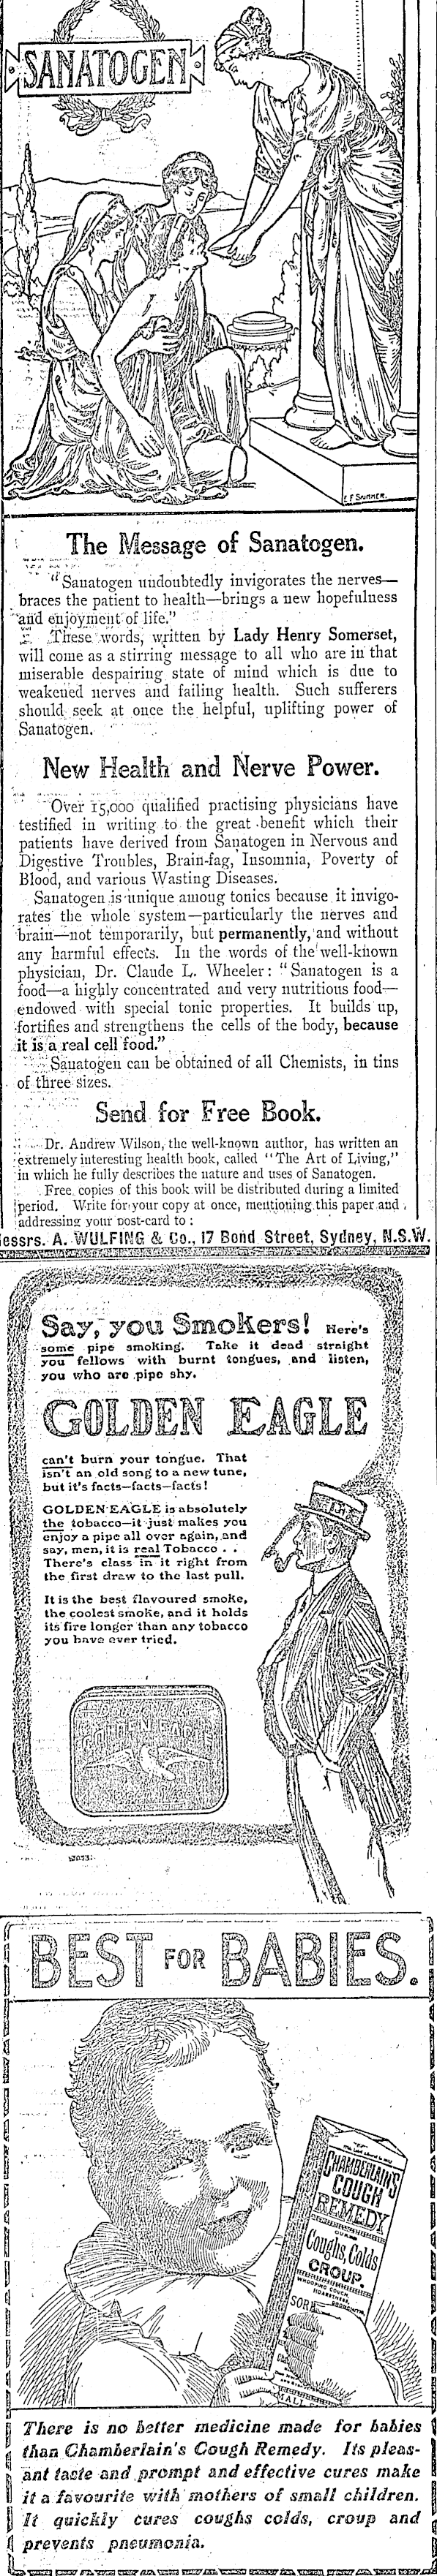 SANATOGEN
E F SKINNER.
The Message of Sanatogen.
"Sanatogen undoubtedly invigorates the nerves—
braces the patient to health—brings a new hopefulness
and enjoyment of life."
These words, written by Lady Henry Somerset,
will come as a stirring message to all who are in that
miserable despairing state of mind which is due to
weakened nerves and failing health. Such sufferers
should seek at once the helpful, uplifting power of
Sanatogen.
New Health and Nerve Power.
Over 15,000 qualified practising physicians have
testified in writing to the great benefit which their
patients have derived from Sanatogen in Nervous and
Digestive Troubles, Brain-fag, Insomnia, Poverty of
Blood, and various Wasting Diseases.
Sanatogen is unique among tonics because it invigo-
rates the whole system—particularly the nerves and
brain—not temporarily, but permanently, and without
any harmful effects. In the words of the well-known
physician, Dr. Claude L. Wheeler: "Sanatogen is a
food—a highly concentrated and very nutritious food—
endowed with special tonic properties. It builds up,
fortifies and strengthens the cells of the body, because
it is a real cell food."
Sanatogen can be obtained of all Chemists, in tins
of three sizes.
Send for Free Book.
Dr. Andrew Wilson, the well-known author, has written an
extremely interesting health book, called "The Art of Living,"
in which he fully describes the nature and uses of Sanatogen.
Free copies of this book will be distributed during a limited
period. Write for your copy at once, mentioning this paper and
addressing your post-card to:
essrs. A. WULFING & Co., 17 Bond Street, Sydney, N.S.W.
Say, you Smokers! Here's
some pipe smoking. Take it dead straight
you fellows with burnt tongues, and listen,
you who are pipe shy.
GOLDEN EAGLE
can't burn your tongue. That
isn't an old song to a new tune,
but it's facts—facts—facts!
GOLDEN EAGLE is absolutely
the tobacco—it just makes you
enjoy a pipe all over again, and
say, men, it is real Tobacco . .
There's class in it right from
the first draw to the last pull.
It is the best flavoured smoke,
the coolest smoke, and it holds
its fire longer than any tobacco
you have ever tried.
GOLDEN EAGLE
BEST FOR BABIES.
CHAMBERLAIN'S
COUGH
REMEDY
Coughs, Colds
CROUP.
WHOOPING COUGH
SORE
There is no better medicine made for babies
than Chamberlain's Cough Remedy. Its pleas-
ant taste and prompt and effective cures make
it a favourite with mothers of small children.
It quickly cures coughs colds, croup and
prevents pneumonia.